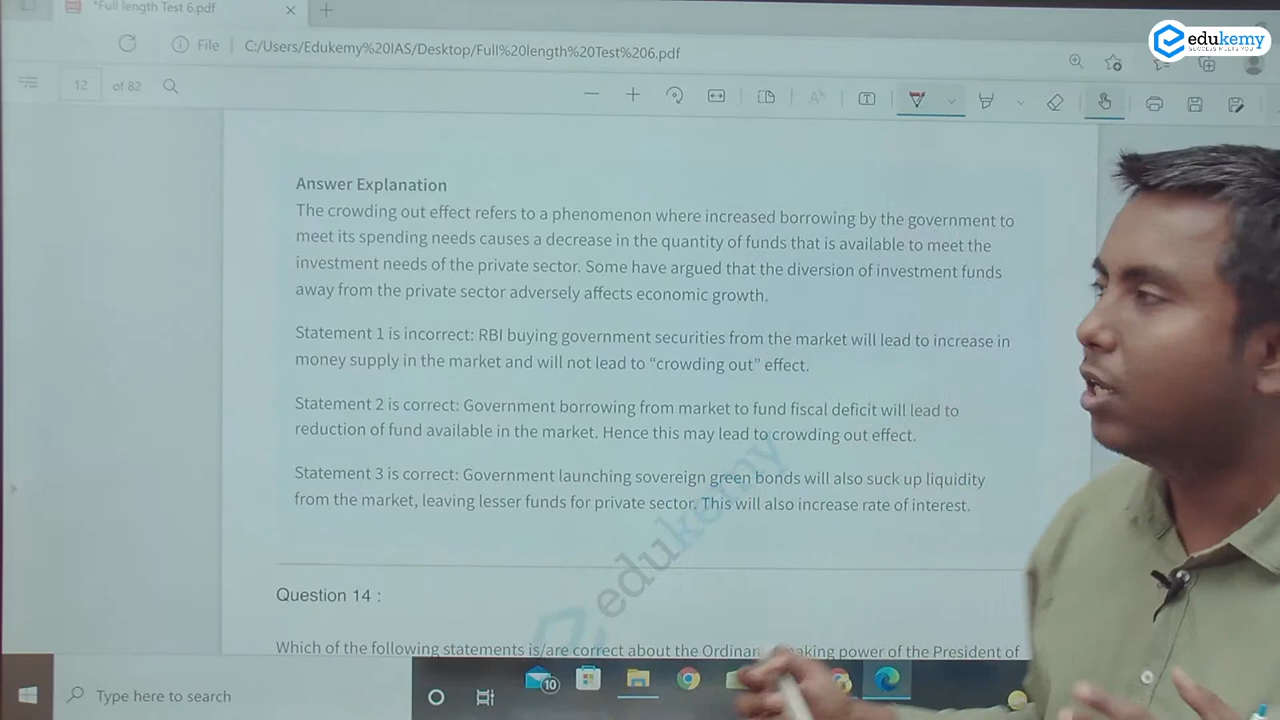 *Full length Test 6.pdf
edukemy
SUCCESS MEETS YOU
File C:/Users/Edukemy%20IAS/Desktop/Full%20length%20Test%206.pdf
12 of 82
Answer Explanation
The crowding out effect refers to a phenomenon where increased borrowing by the government to
meet its spending needs causes a decrease in the quantity of funds that is available to meet the
investment needs of the private sector. Some have argued that the diversion of investment funds
away from the private sector adversely affects economic growth.
Statement 1 is incorrect: RBI buying government securities from the market will lead to increase in
money supply in the market and will not lead to “crowding out” effect.
Statement 2 is correct: Government borrowing from market to fund fiscal deficit will lead to
reduction of fund available in the market. Hence this may lead to crowding out effect.
Statement 3 is correct: Government launching sovereign green bonds will also suck up liquidity
from the market, leaving lesser funds for private sector. This will also increase rate of interest.
edukemy
Question 14 :
Which of the following statements is/are correct about the Ordinan aking power of the President of
Type here to search
10